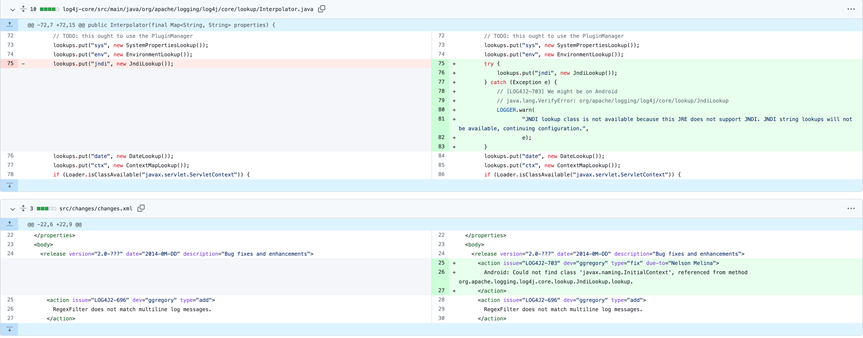 18 log4j-core/src/main/java/org/apache/logging/log4j/core/lookup/Interpolator.java
@@ -72,7 +72,15 @@ public Interpolator(final Map<String, String> properties) {
72 // TODO: this ought to use the PluginManager
73 lookups.put("sys", new SystemPropertiesLookup());
74 lookups.put("env", new EnvironmentLookup());
75 - lookups.put("jndi", new JndiLookup());
76 lookups.put("date", new DateLookup());
77 lookups.put("ctx", new ContextMapLookup());
78 if (Loader.isClassAvailable("javax.servlet.ServletContext")) {
72 // TODO: this ought to use the PluginManager
73 lookups.put("sys", new SystemPropertiesLookup());
74 lookups.put("env", new EnvironmentLookup());
75 + try {
76 + lookups.put("jndi", new JndiLookup());
77 + } catch (Exception e) {
78 + // [LOG4J2-703] We might be on Android
79 + // java.lang.VerifyError: org/apache/logging/log4j/core/lookup/JndiLookup
80 + LOGGER.warn(
81 + "JNDI lookup class is not available because this JRE does not support JNDI. JNDI string lookups will not
be available, continuing configuration.",
82 + e);
83 + }
84 lookups.put("date", new DateLookup());
85 lookups.put("ctx", new ContextMapLookup());
86 if (Loader.isClassAvailable("javax.servlet.ServletContext")) {
3 src/changes/changes.xml
@@ -22,6 +22,9 @@
22 </properties>
23 <body>
24 <release version="2.0-???" date="2014-0M-DD" description="Bug fixes and enhancements">
25 <action issue="LOG4J2-696" dev="ggregory" type="add">
26 RegexFilter does not match multiline log messages.
27 </action>
22 </properties>
23 <body>
24 <release version="2.0-???" date="2014-0M-DD" description="Bug fixes and enhancements">
25 + <action issue="LOG4J2-703" dev="ggregory" type="fix" due-to="Nelson Melina">
26 + Android: Could not find class 'javax.naming.InitialContext', referenced from method
org.apache.logging.log4j.core.lookup.JndiLookup.lookup.
27 + </action>
28 <action issue="LOG4J2-696" dev="ggregory" type="add">
29 RegexFilter does not match multiline log messages.
30 </action>